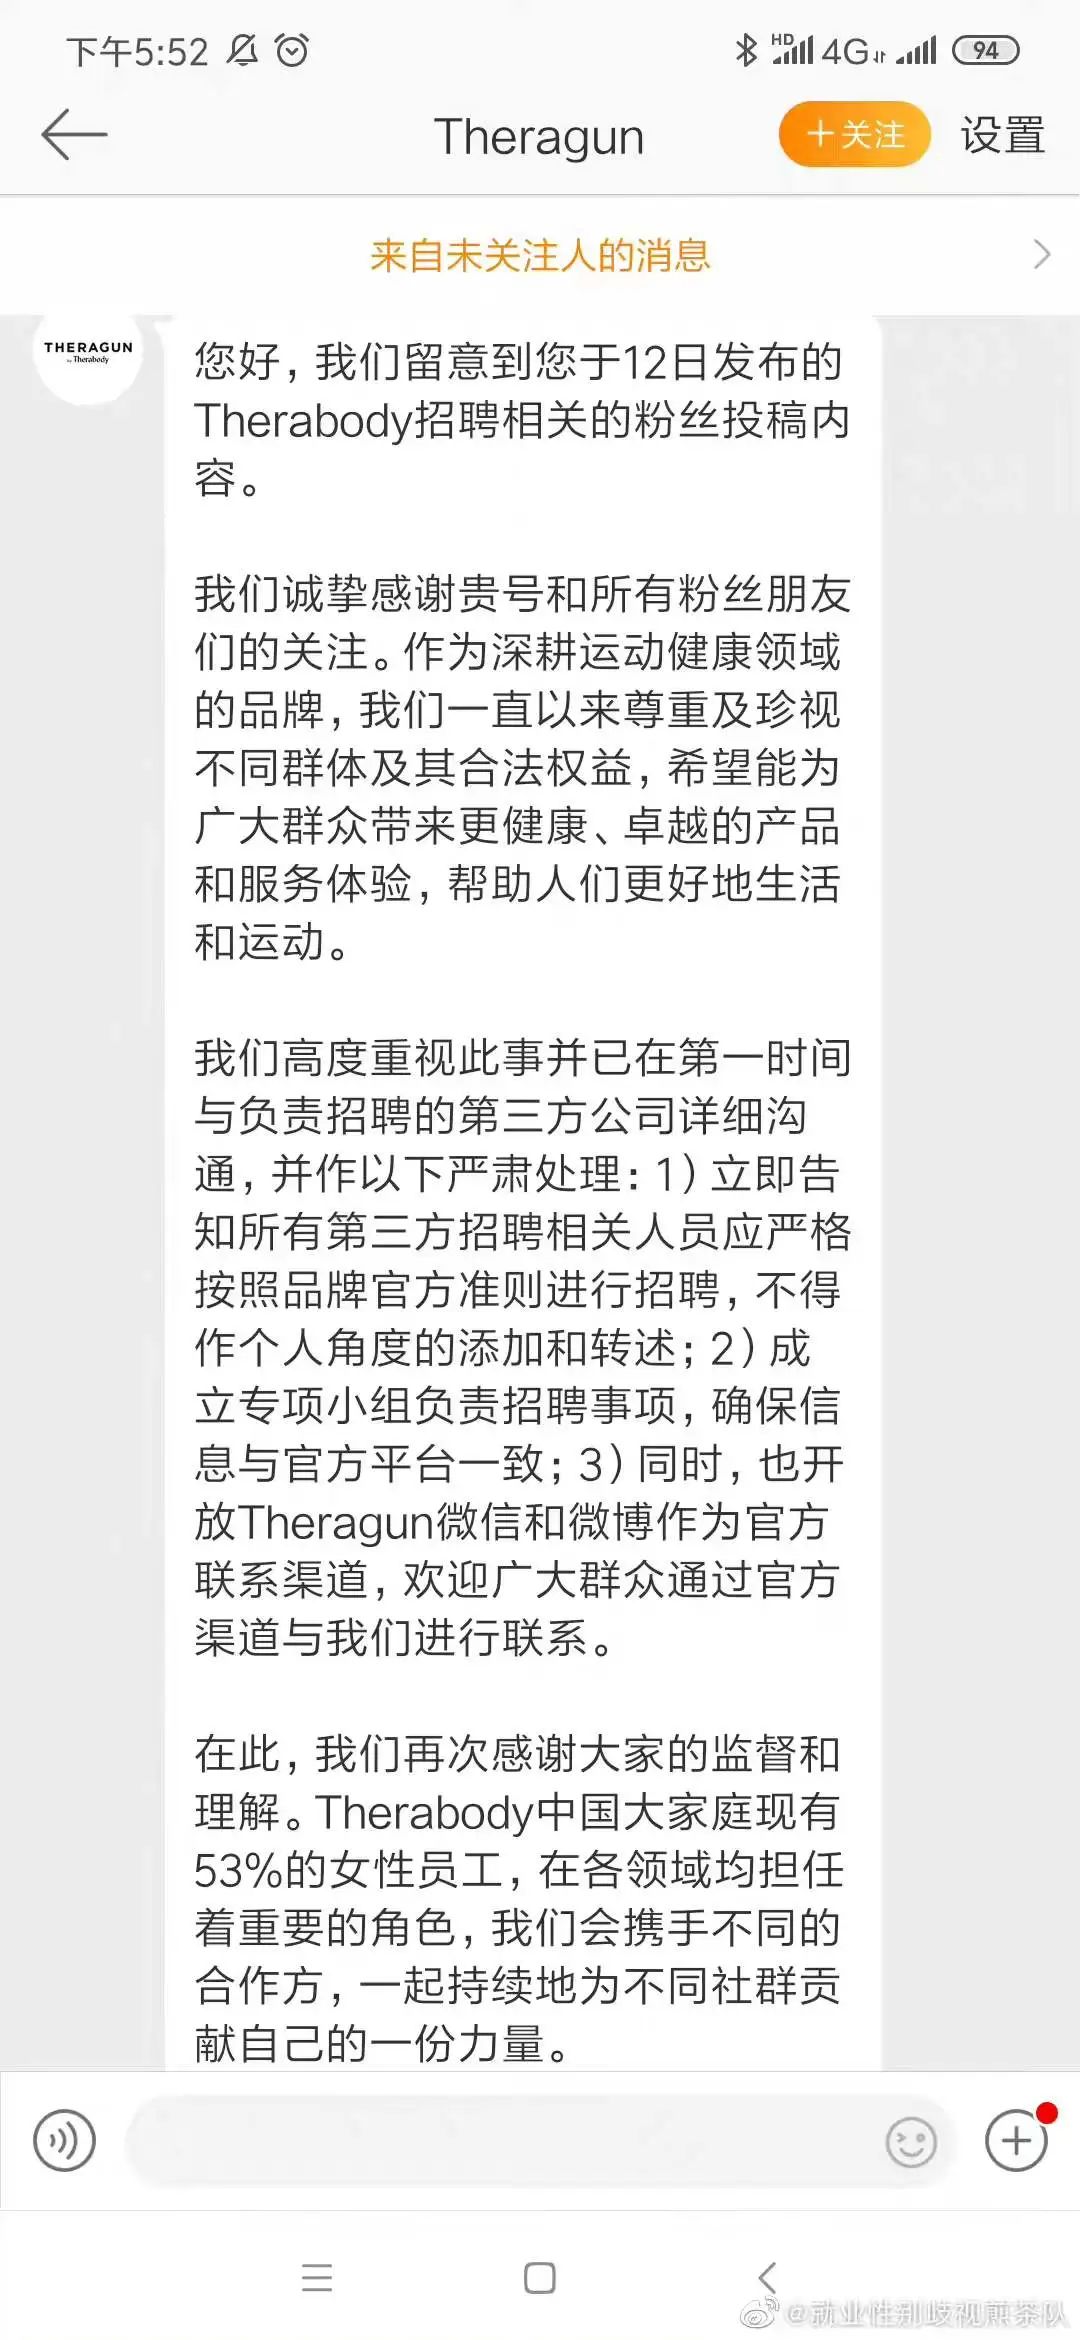 下午5:52
HD 4G 94
Theragun
+关注
设置
来自未关注人的消息
THERAGUN
by Therabody
您好，我们留意到您于12日发布的
Therabody招聘相关的粉丝投稿内
容。
我们诚挚感谢贵号和所有粉丝朋友
们的关注。作为深耕运动健康领域
的品牌，我们一直以来尊重及珍视
不同群体及其合法权益，希望能为
广大群众带来更健康、卓越的产品
和服务体验，帮助人们更好地生活
和运动。
我们高度重视此事并已在第一时间
与负责招聘的第三方公司详细沟
通，并作以下严肃处理：1）立即告
知所有第三方招聘相关人员应严格
按照品牌官方准则进行招聘，不得
作个人角度的添加和转述；2）成
立专项小组负责招聘事项，确保信
息与官方平台一致；3）同时，也开
放Theragun微信和微博作为官方
联系渠道，欢迎广大群众通过官方
渠道与我们进行联系。
在此，我们再次感谢大家的监督和
理解。Therabody中国大家庭现有
53%的女性员工，在各领域均担任
着重要的角色，我们会携手不同的
合作方，一起持续地为不同社群贡
献自己的一份力量。
@就业性别歧视煎茶队